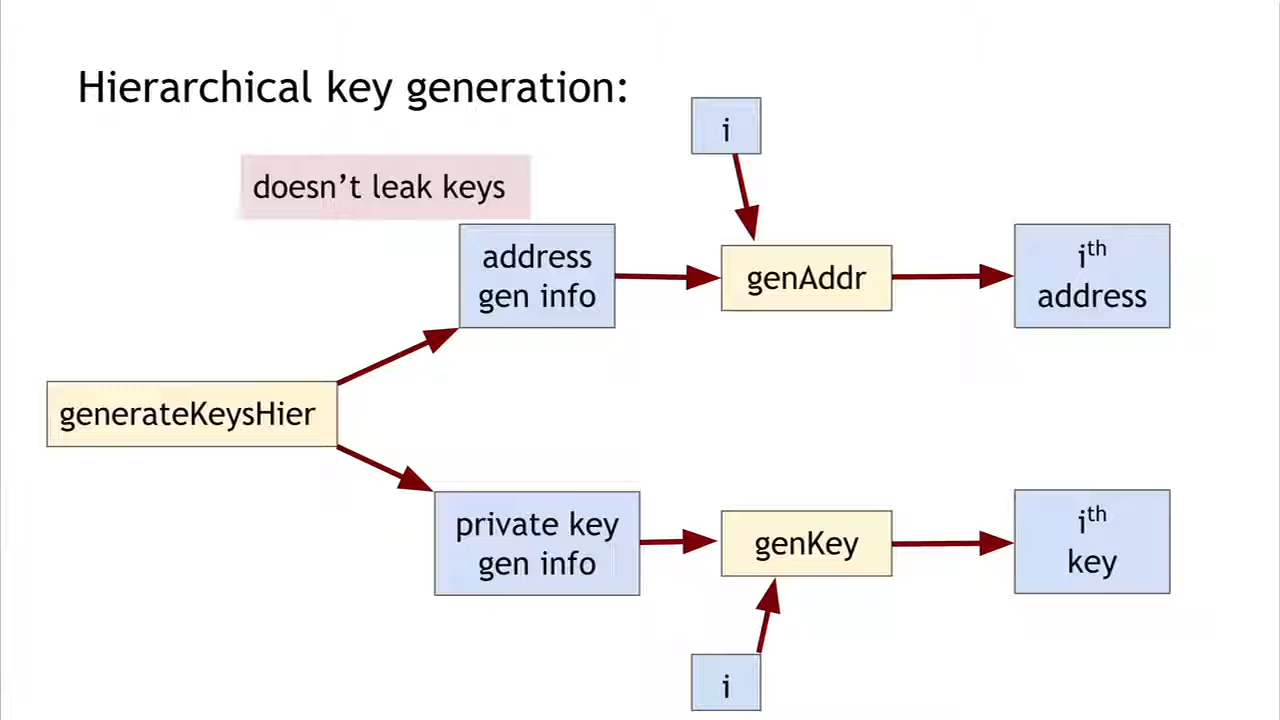 Hierarchical key generation:
i
doesn’t leak keys
address
gen info
genAddr
ith
address
generateKeysHier
private key
gen info
genKey
ith
key
i